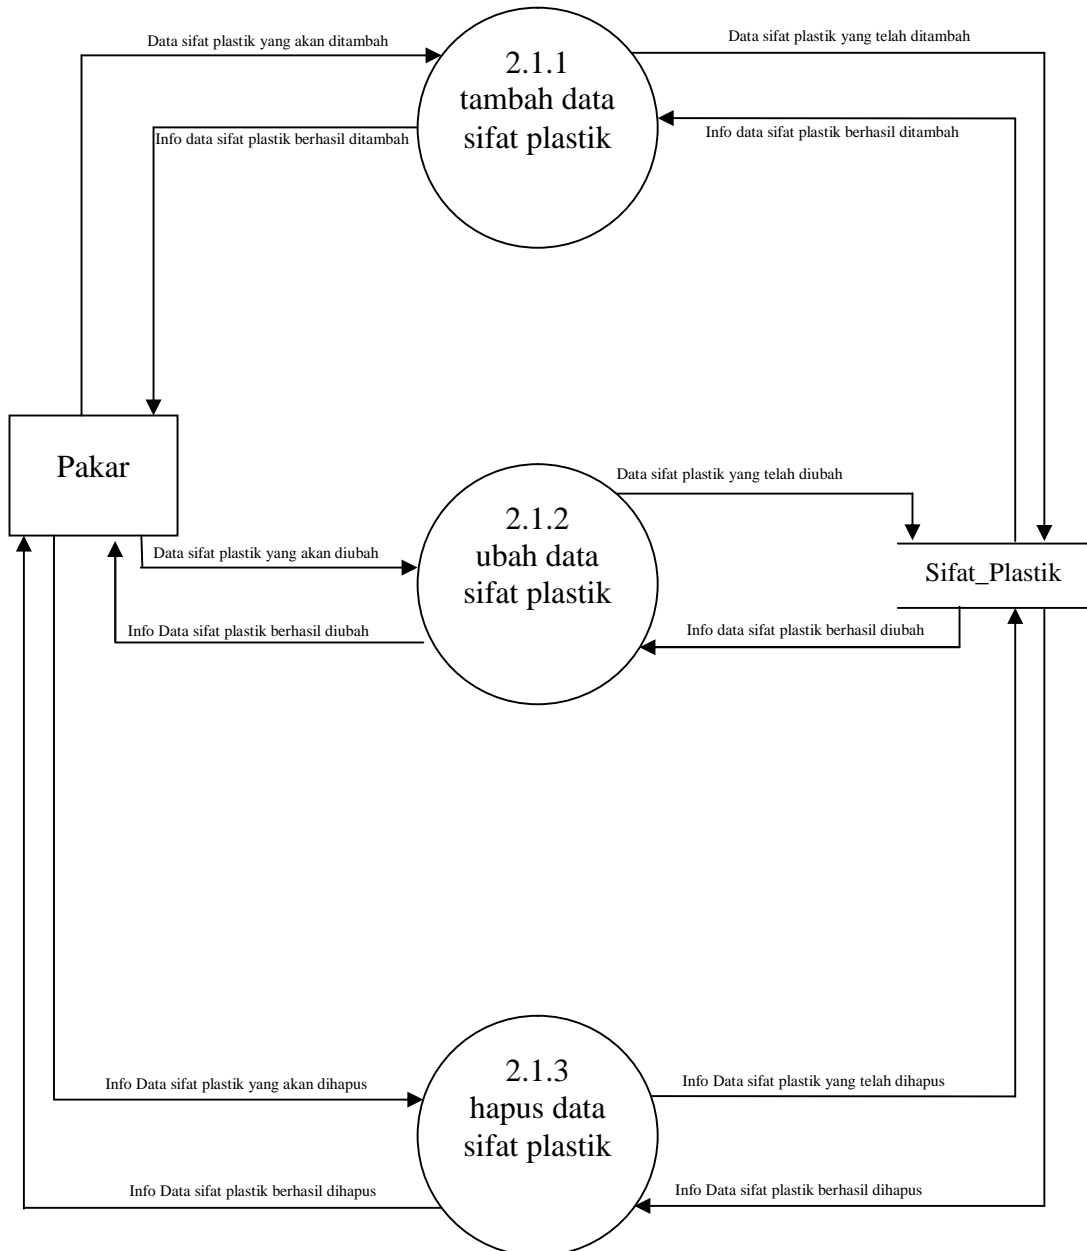 Data sifat plastik yang akan ditambah
Data sifat plastik yang telah ditambah
2.1.1
tambah data
sifat plastik
Info data sifat plastik berhasil ditambah
Info data sifat plastik berhasil ditambah
Pakar
Data sifat plastik yang telah diubah
2.1.2
ubah data
sifat plastik
Data sifat plastik yang akan diubah
Sifat_Plastik
Info Data sifat plastik berhasil diubah
Info data sifat plastik berhasil diubah
2.1.3
hapus data
sifat plastik
Info Data sifat plastik yang akan dihapus
Info Data sifat plastik yang telah dihapus
Info Data sifat plastik berhasil dihapus
Info Data sifat plastik berhasil dihapus